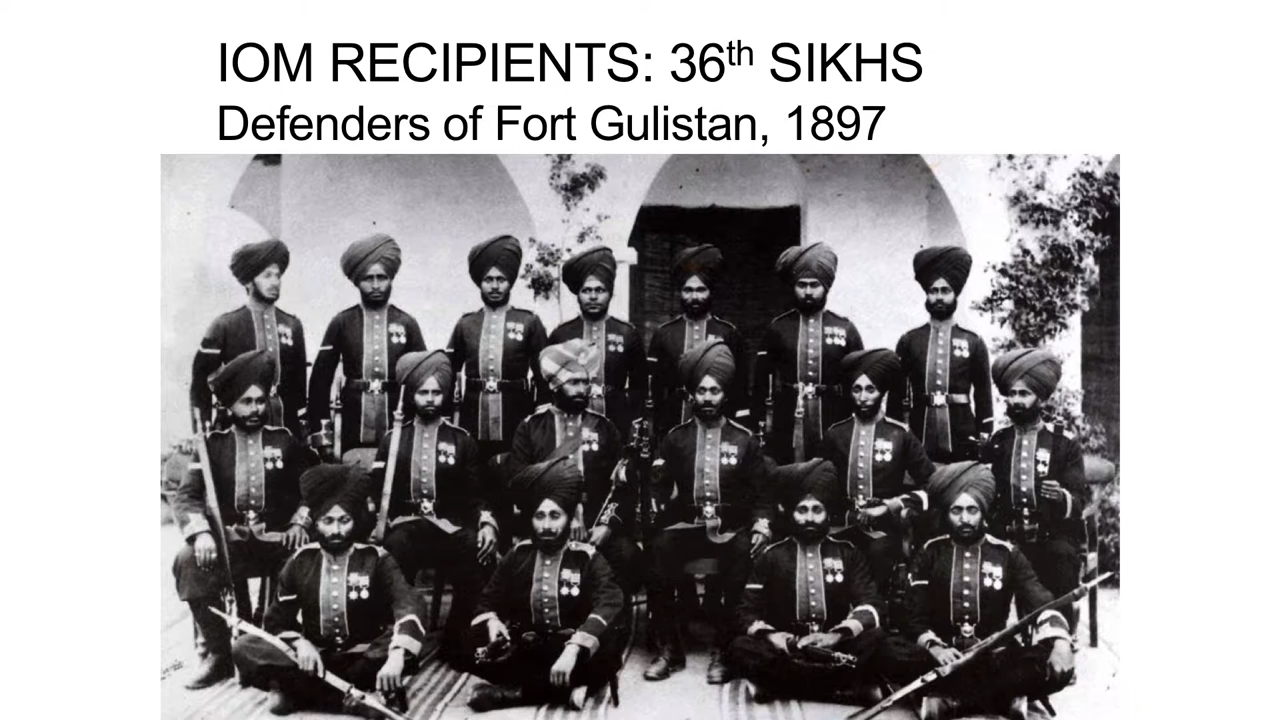 IOM RECIPIENTS: 36th SIKHS
Defenders of Fort Gulistan, 1897